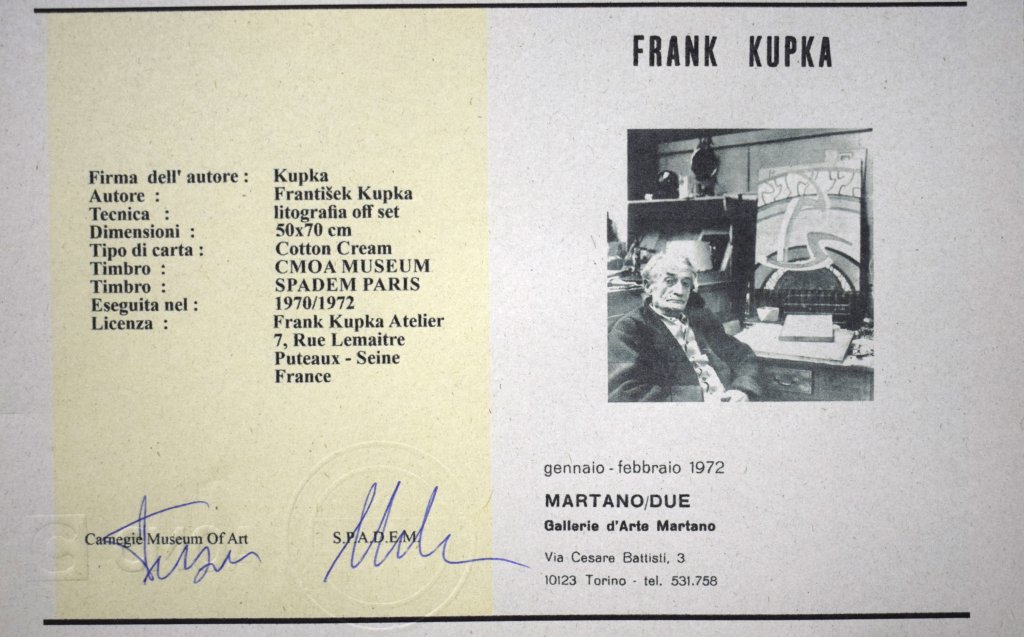 Firma dell' autore : Kupka
Autore : František Kupka
Tecnica : litografia off set
Dimensioni : 50x70 cm
Tipo di carta : Cotton Cream
Timbro : CMOA MUSEUM
Timbro : SPADEM PARIS
Eseguita nel : 1970/1972
Licenza : Frank Kupka Atelier
7, Rue Lemaitre
Puteaux - Seine
France
Carnegie Museum Of Art
S.P.A.D.E.M.
FRANK KUPKA
gennaio - febbraio 1972
MARTANO/DUE
Gallerie d'Arte Martano
Via Cesare Battisti, 3
10123 Torino - tel. 531.758